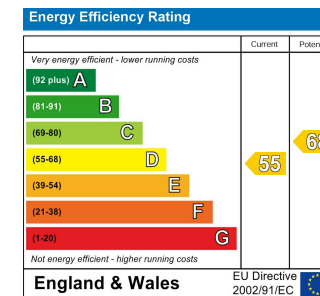 Energy Efficiency Rating
Current
Very energy efficient - lower running costs
(92 plus) A
(81-91) B
(69-80) C
(55-68) D
55
(39-54) E
(21-38) F
(1-20) G
Not energy efficient - higher running costs
England & Wales
EU Directive
2002/91/EC